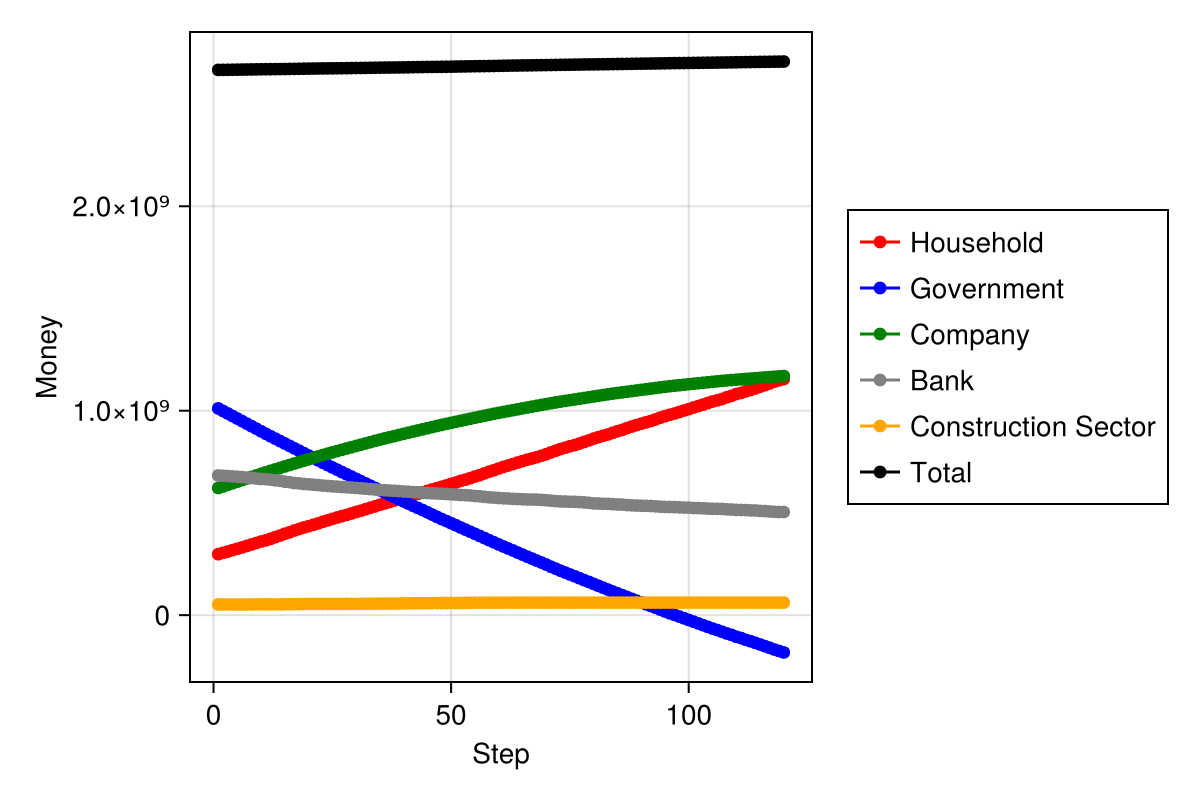 Money
2.0×10⁹
1.0×10⁹
0
0
50
100
Step
Household
Government
Company
Bank
Construction Sector
Total